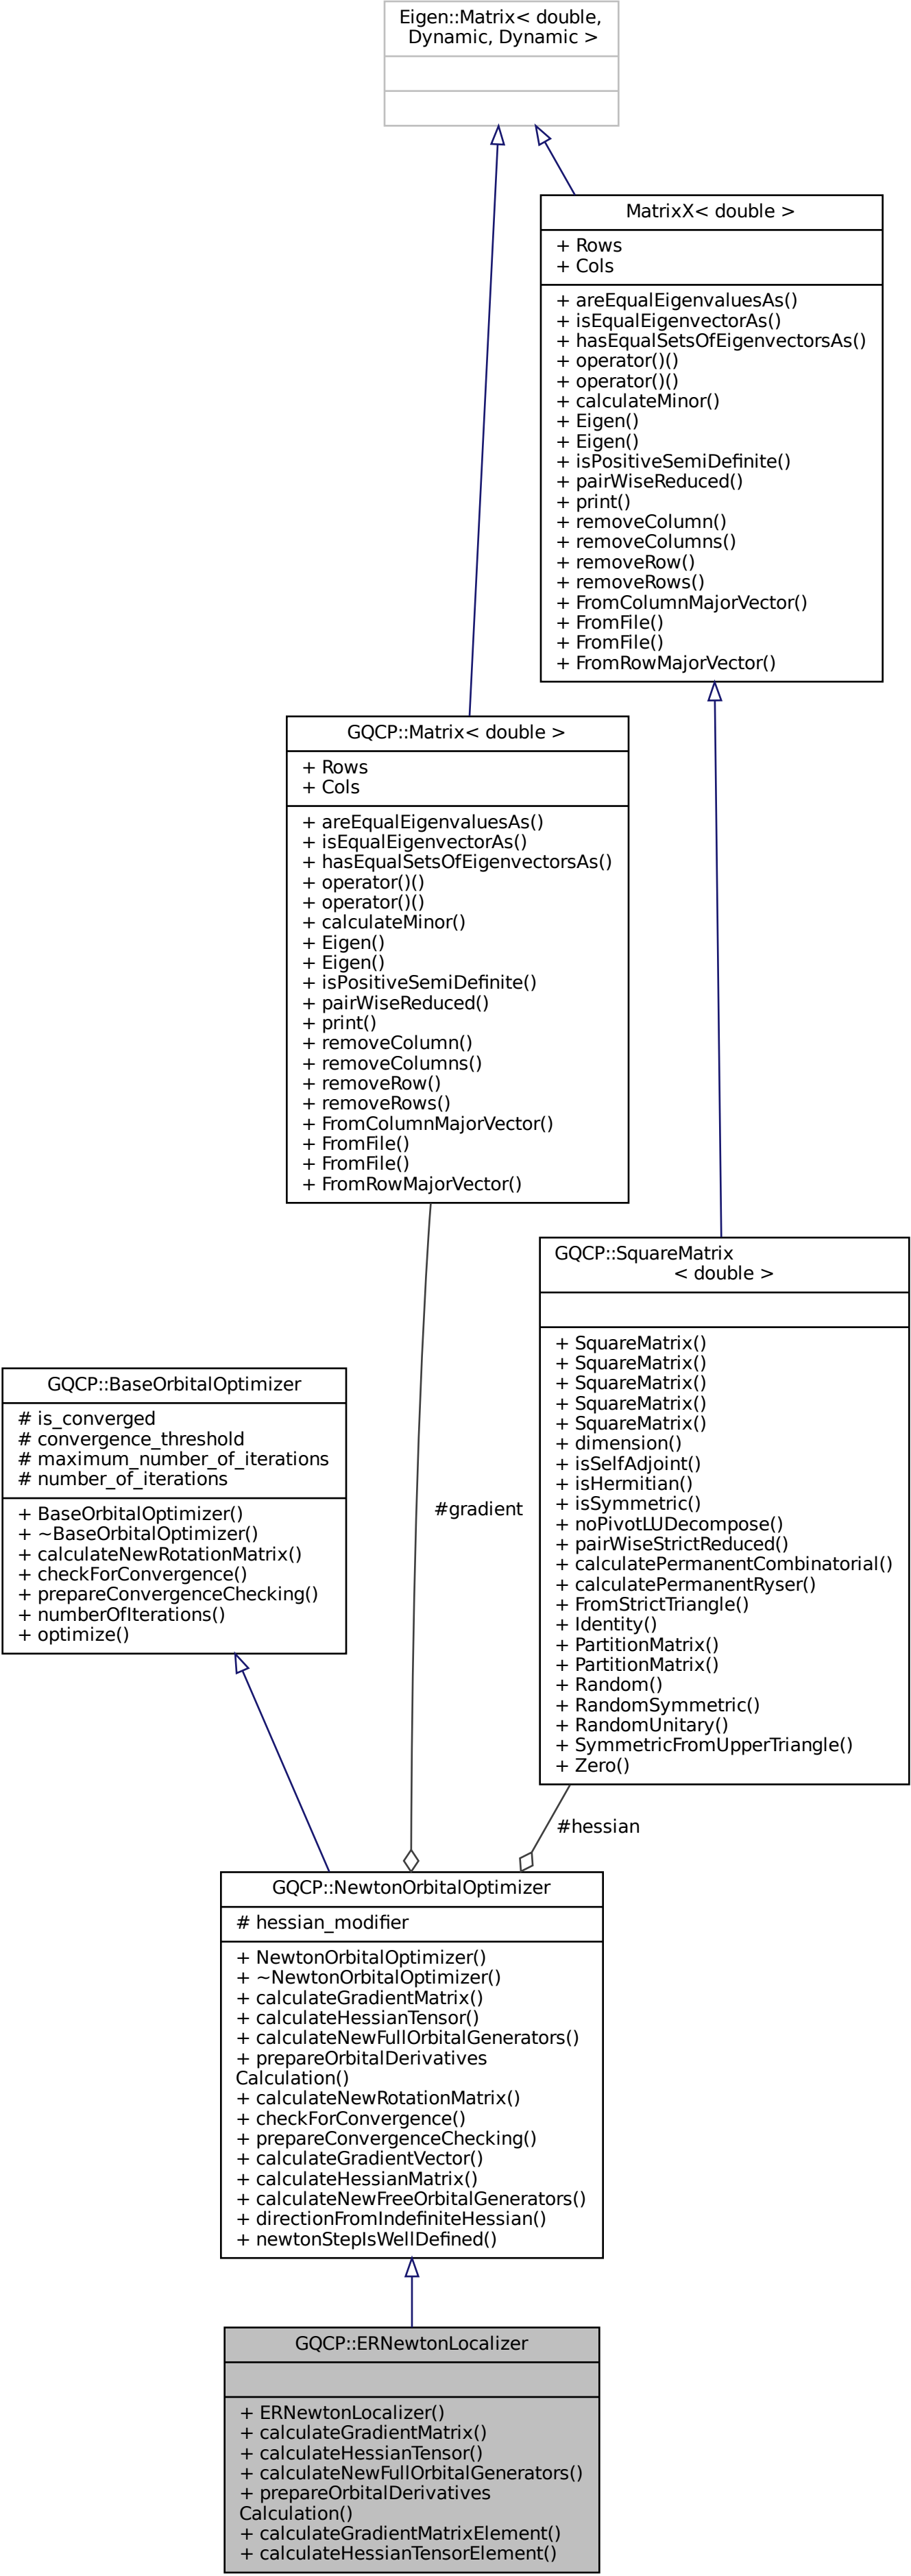 Eigen::Matrix< double,
Dynamic, Dynamic >
MatrixX< double >
+ Rows
+ Cols
+ areEqualEigenvaluesAs()
+ isEqualEigenvectorAs()
+ hasEqualSetsOfEigenvectorsAs()
+ operator()()
+ operator()()
+ calculateMinor()
+ Eigen()
+ Eigen()
+ isPositiveSemiDefinite()
+ pairWiseReduced()
+ print()
+ removeColumn()
+ removeColumns()
+ removeRow()
+ removeRows()
+ FromColumnMajorVector()
+ FromFile()
+ FromFile()
+ FromRowMajorVector()
GQCP::Matrix< double >
+ Rows
+ Cols
+ areEqualEigenvaluesAs()
+ isEqualEigenvectorAs()
+ hasEqualSetsOfEigenvectorsAs()
+ operator()()
+ operator()()
+ calculateMinor()
+ Eigen()
+ Eigen()
+ isPositiveSemiDefinite()
+ pairWiseReduced()
+ print()
+ removeColumn()
+ removeColumns()
+ removeRow()
+ removeRows()
+ FromColumnMajorVector()
+ FromFile()
+ FromFile()
+ FromRowMajorVector()
GQCP::SquareMatrix
< double >
+ SquareMatrix()
+ SquareMatrix()
+ SquareMatrix()
+ SquareMatrix()
+ SquareMatrix()
+ dimension()
+ isSelfAdjoint()
+ isHermitian()
+ isSymmetric()
+ noPivotLUDecompose()
+ pairWiseStrictReduced()
+ calculatePermanentCombinatorial()
+ calculatePermanentRyser()
+ FromStrictTriangle()
+ Identity()
+ PartitionMatrix()
+ PartitionMatrix()
+ Random()
+ RandomSymmetric()
+ RandomUnitary()
+ SymmetricFromUpperTriangle()
+ Zero()
GQCP::BaseOrbitalOptimizer
# is_converged
# convergence_threshold
# maximum_number_of_iterations
# number_of_iterations
+ BaseOrbitalOptimizer()
+ ~BaseOrbitalOptimizer()
+ calculateNewRotationMatrix()
+ checkForConvergence()
+ prepareConvergenceChecking()
+ numberOfIterations()
+ optimize()
#gradient
#hessian
GQCP::NewtonOrbitalOptimizer
# hessian_modifier
+ NewtonOrbitalOptimizer()
+ ~NewtonOrbitalOptimizer()
+ calculateGradientMatrix()
+ calculateHessianTensor()
+ calculateNewFullOrbitalGenerators()
+ prepareOrbitalDerivatives
Calculation()
+ calculateNewRotationMatrix()
+ checkForConvergence()
+ prepareConvergenceChecking()
+ calculateGradientVector()
+ calculateHessianMatrix()
+ calculateNewFreeOrbitalGenerators()
+ directionFromIndefiniteHessian()
+ newtonStepIsWellDefined()
GQCP::ERNewtonLocalizer
+ ERNewtonLocalizer()
+ calculateGradientMatrix()
+ calculateHessianTensor()
+ calculateNewFullOrbitalGenerators()
+ prepareOrbitalDerivatives
Calculation()
+ calculateGradientMatrixElement()
+ calculateHessianTensorElement()